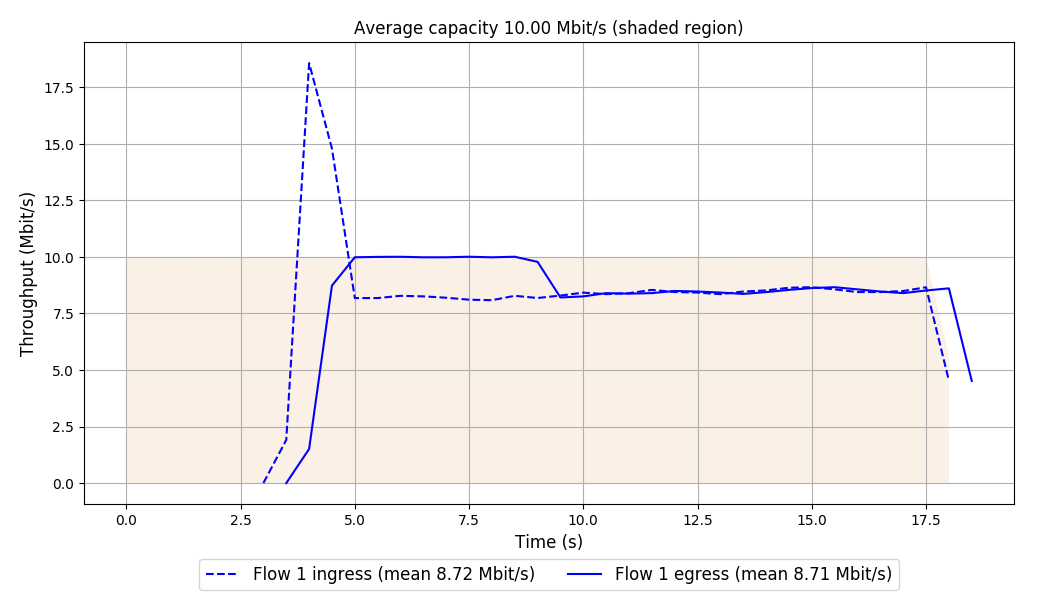 Average capacity 10.00 Mbit/s (shaded region)
Throughput (Mbit/s)
17.5
15.0
12.5
10.0
7.5
5.0
2.5
0.0
0.0 2.5 5.0 7.5 10.0 12.5 15.0 17.5
Time (s)
Flow 1 ingress (mean 8.72 Mbit/s) Flow 1 egress (mean 8.71 Mbit/s)